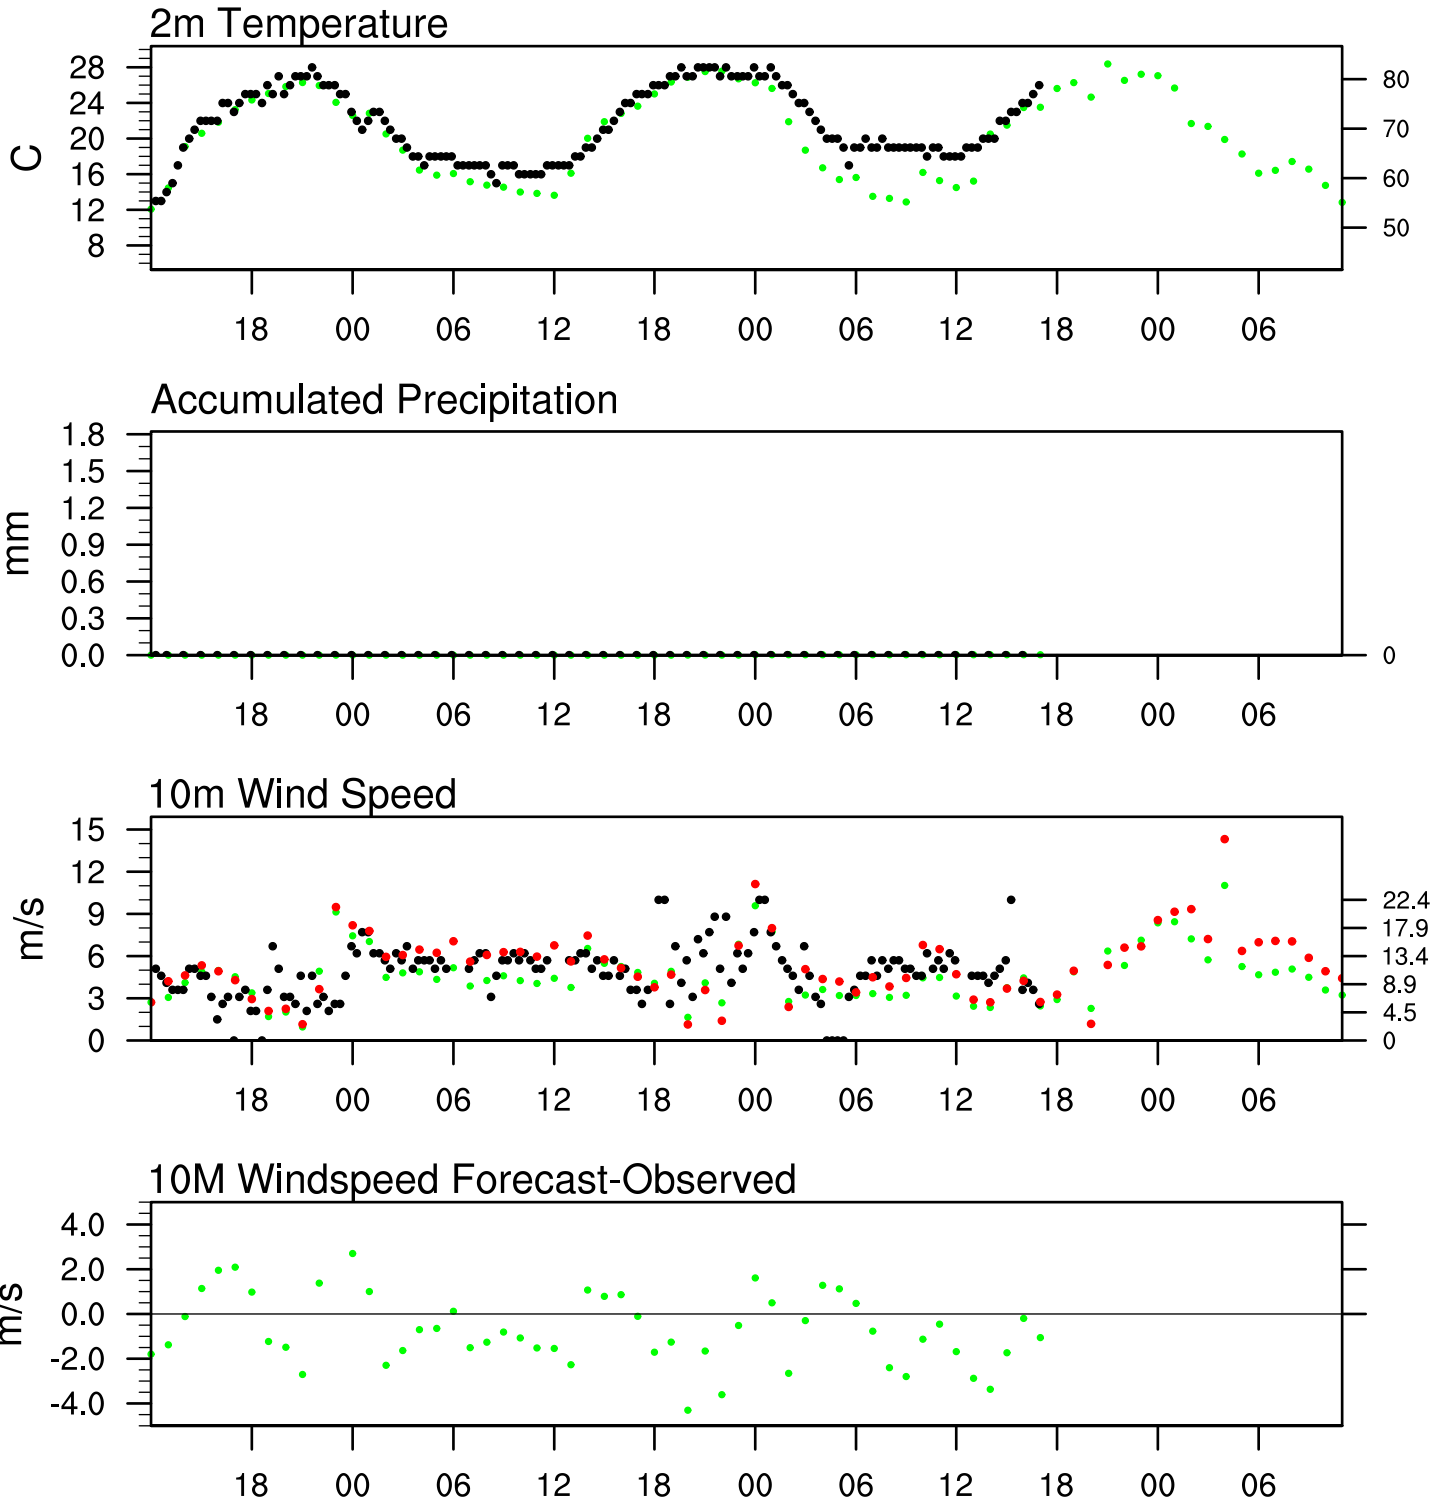 2m Temperature
28
24
20
16
12
8
C
80
70
60
50
18 00 06 12 18 00 06 12 18 00 06
Accumulated Precipitation
1.8
1.5
1.2
0.9
0.6
0.3
0.0
mm
0
18 00 06 12 18 00 06 12 18 00 06
10m Wind Speed
15
12
9
6
3
0
m/s
22.4
17.9
13.4
8.9
4.5
0
18 00 06 12 18 00 06 12 18 00 06
10M Windspeed Forecast-Observed
4.0
2.0
0.0
-2.0
-4.0
m/s
18 00 06 12 18 00 06 12 18 00 06